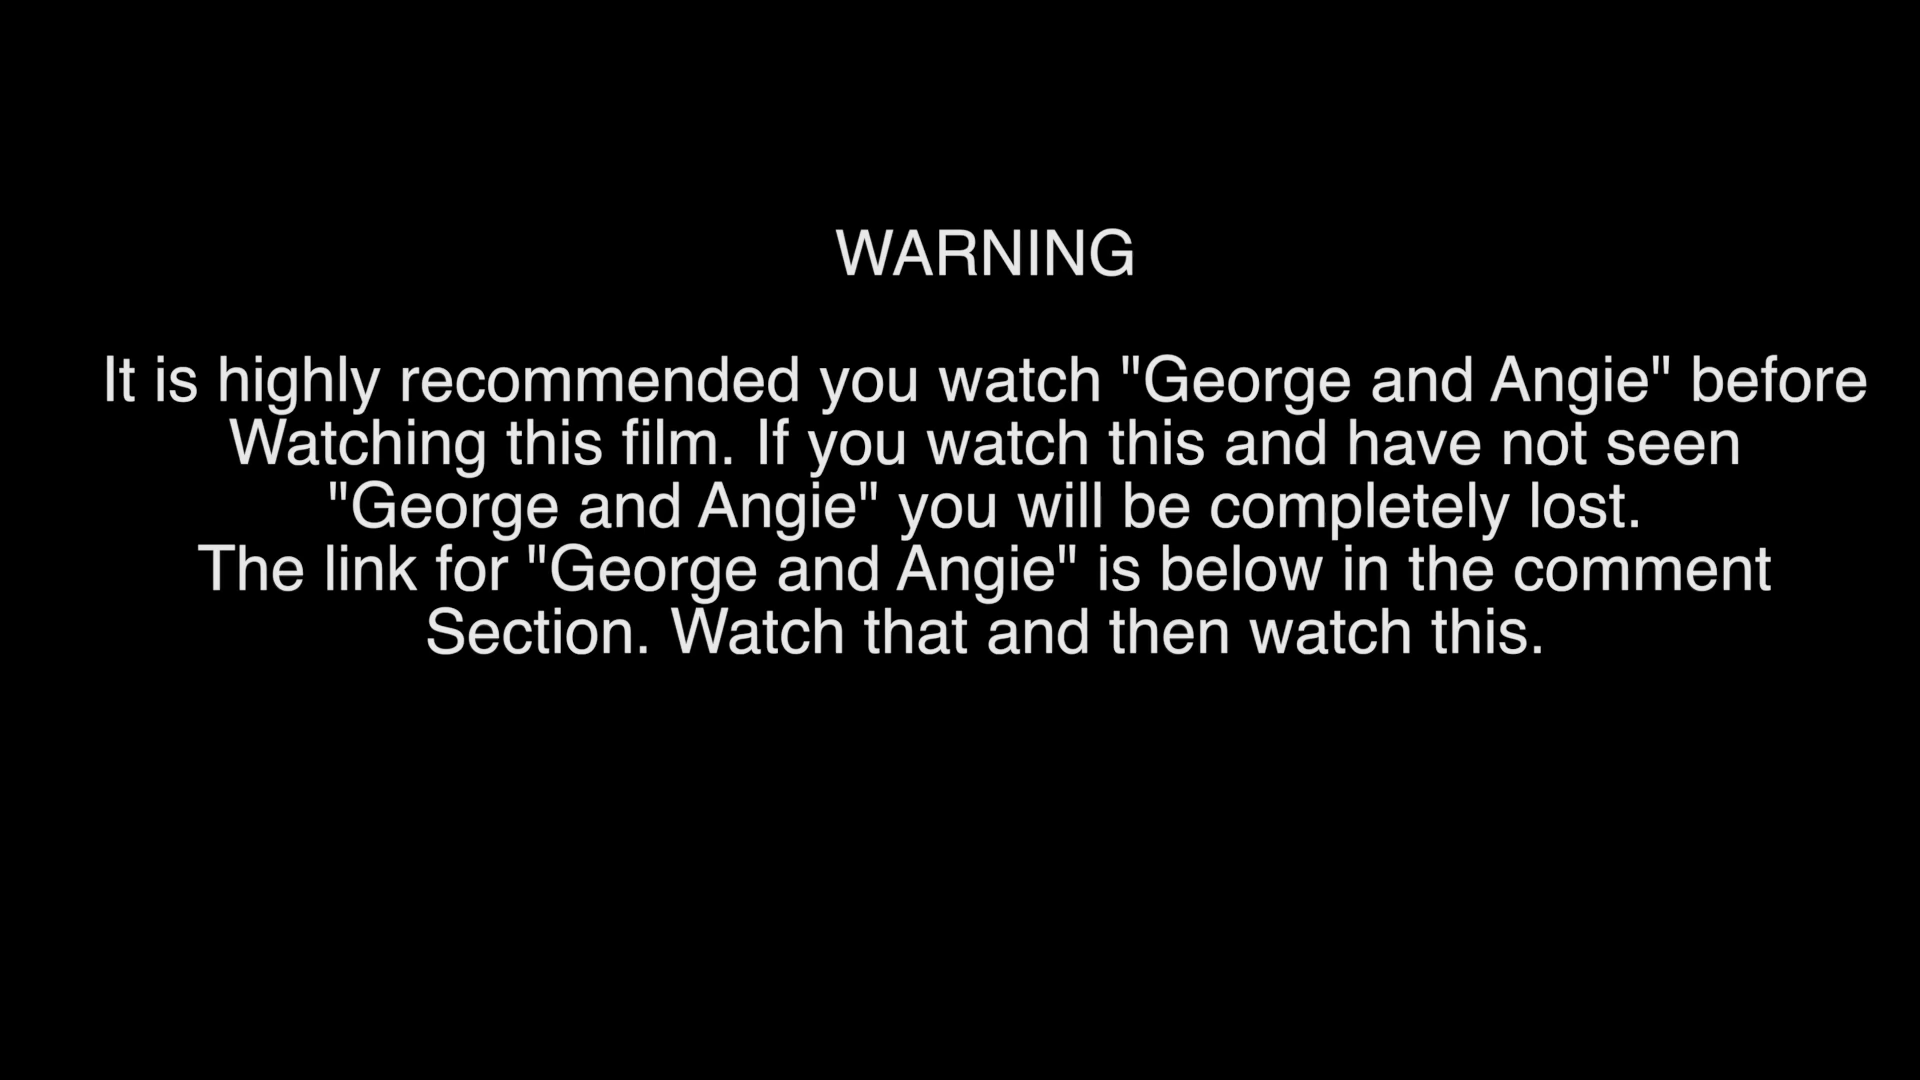 WARNING
It is highly recommended you watch "George and Angie" before
Watching this film. If you watch this and have not seen
"George and Angie" you will be completely lost.
The link for "George and Angie" is below in the comment
Section. Watch that and then watch this.